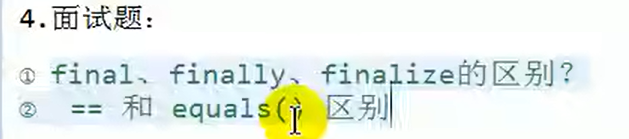 4.面试题：
① final、finally、finalize的区别？
② == 和 equals() 区别